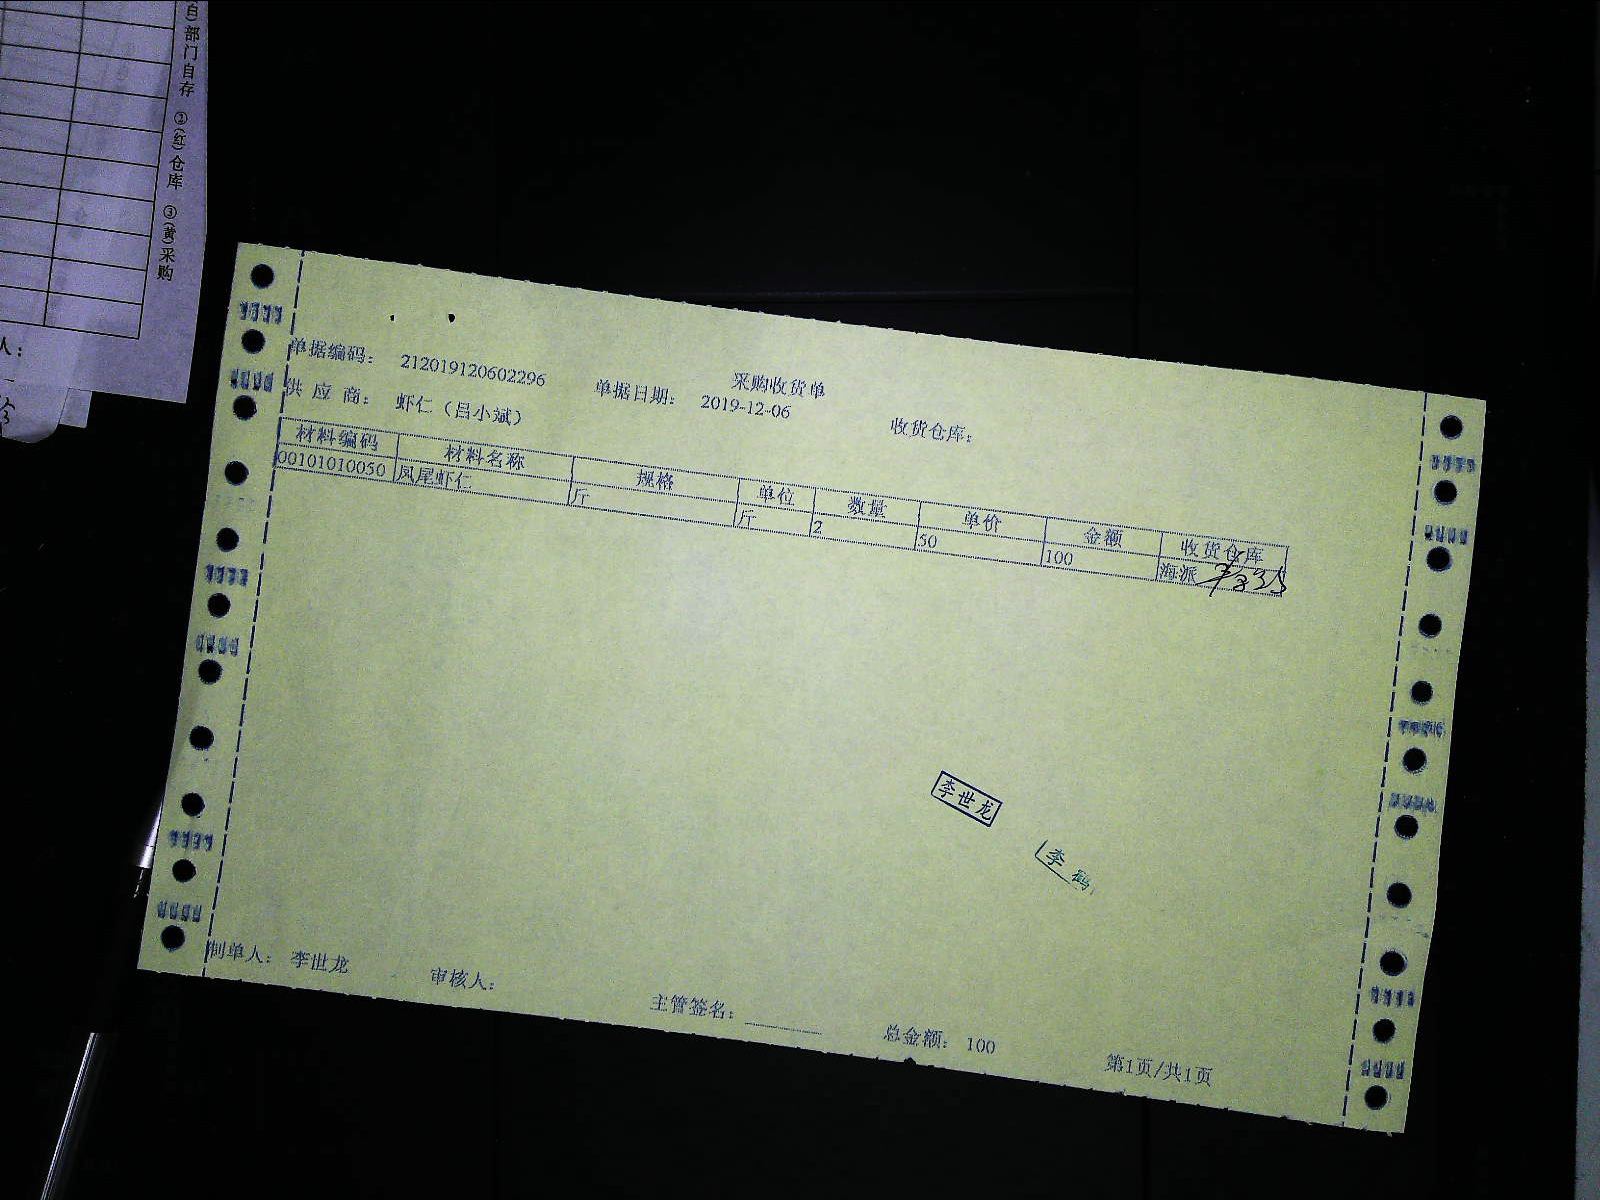 白)部门自存 ②(红)仓库 ③(黄)采购
人：
采购收货单
单据编码： 212019120602296 单据日期： 2019-12-06 收货仓库：
供 应 商： 虾仁（吕小斌）
材料编码 材料名称 规格 单位 数量 单价 金额 收货仓库
00101010050 凤尾虾仁 斤 斤 2 50 100 海派
李世龙
李
制单人： 李世龙 审核人： 主管签名： 总金额： 100 第1页/共1页